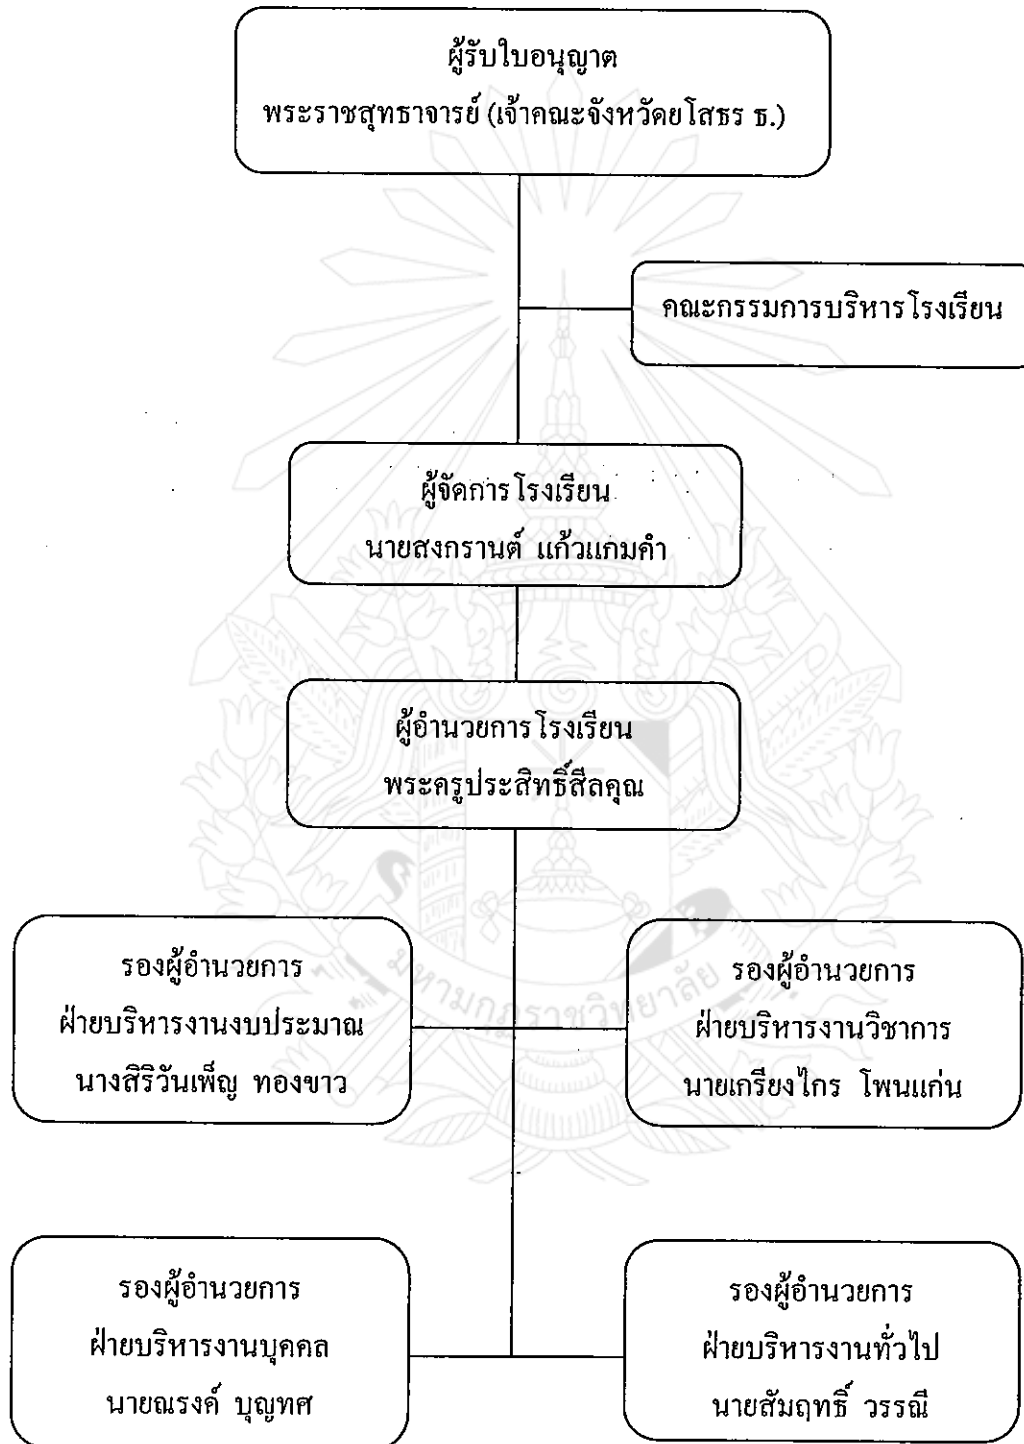 ผู้รับใบอนุญาต
พระราชสุทธาจารย์ (เจ้าคณะจังหวัดยโสธร ธ.)
คณะกรรมการบริหารโรงเรียน
ผู้จัดการโรงเรียน
นายสงกรานต์ แก้วแกมคำ
ผู้อำนวยการโรงเรียน
พระครูประสิทธิ์สีลคุณ
รองผู้อำนวยการ
ฝ่ายบริหารงานงบประมาณ
นางสิริวันเพ็ญ ทองขาว
รองผู้อำนวยการ
ฝ่ายบริหารงานวิชาการ
นายเกรียงไกร โพนแก่น
มหามกุฏราชวิทยาลัย
รองผู้อำนวยการ
ฝ่ายบริหารงานบุคคล
นายณรงค์ บุญทศ
รองผู้อำนวยการ
ฝ่ายบริหารงานทั่วไป
นายสัมฤทธิ์ วรรณี